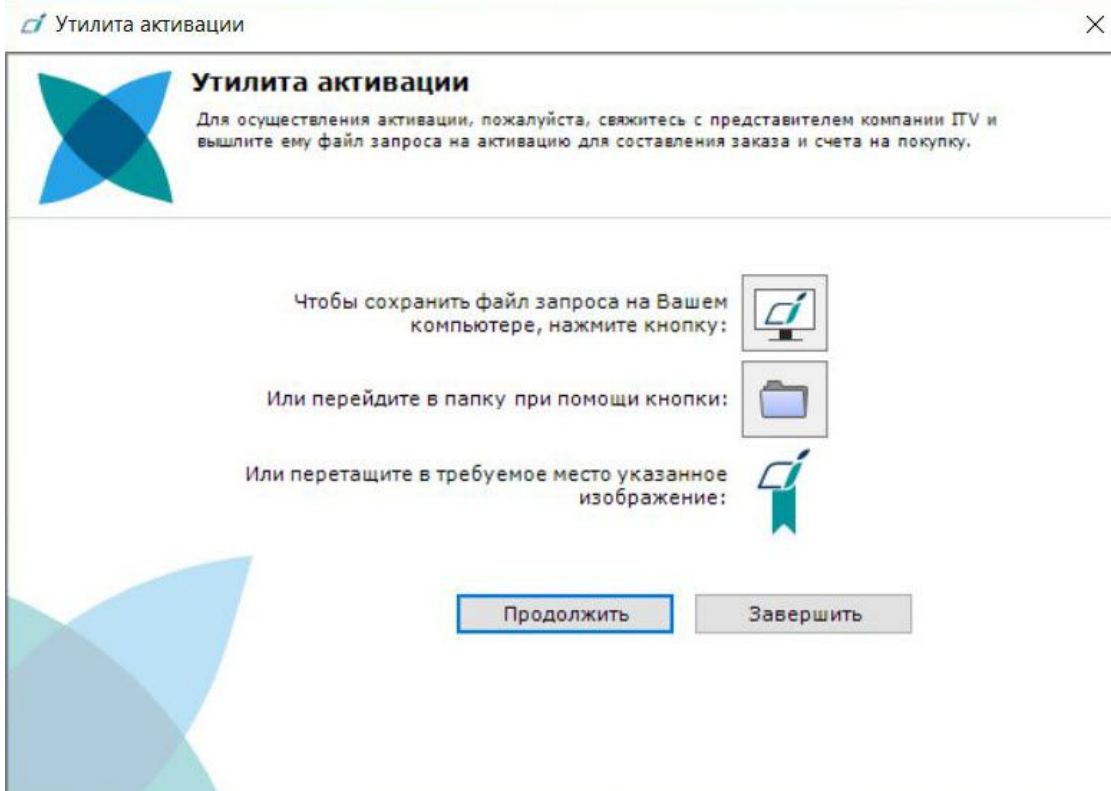 Утилита активации
Утилита активации
Для осуществления активации, пожалуйста, свяжитесь с представителем компании ITV и
вышлите ему файл запроса на активацию для составления заказа и счета на покупку.
Чтобы сохранить файл запроса на Вашем
компьютере, нажмите кнопку:
Или перейдите в папку при помощи кнопки:
Или перетащите в требуемое место указанное
изображение:
Продолжить
Завершить